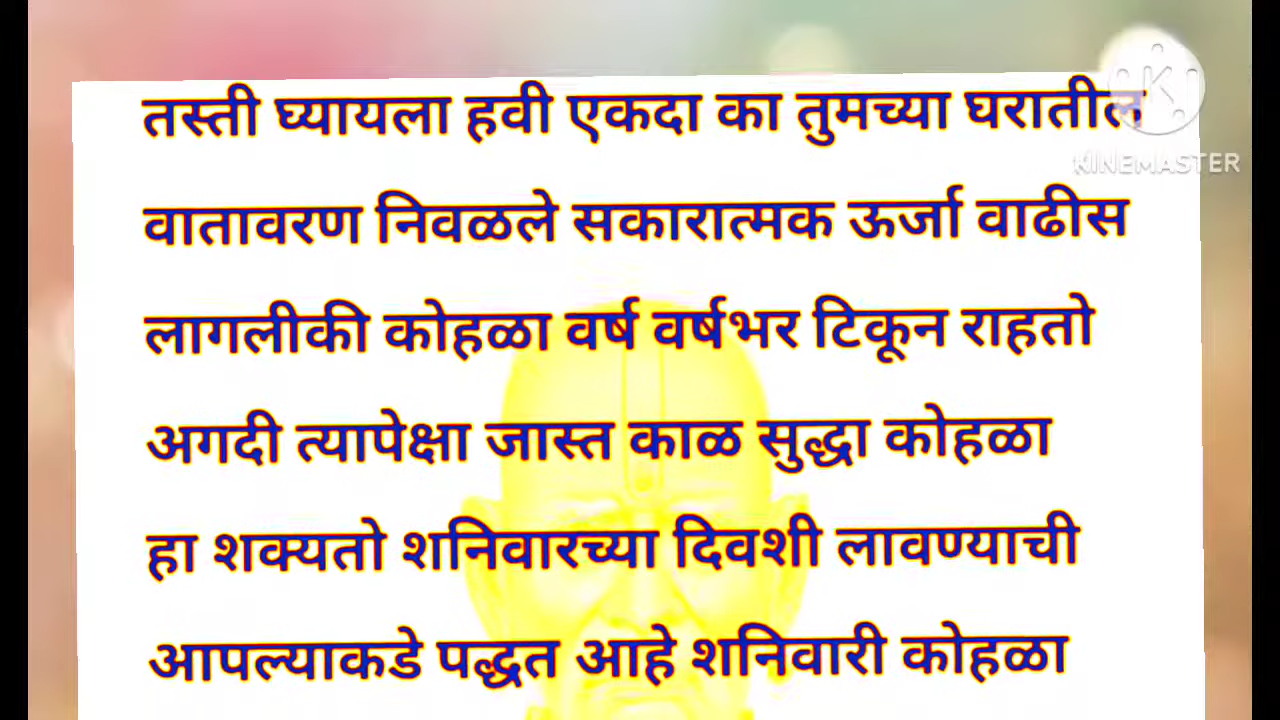 तस्ती घ्यायला हवी एकदा का तुमच्या घरातील
KINEMASTER
वातावरण निवळले सकारात्मक ऊर्जा वाढीस
लागलीकी कोहळा वर्ष वर्षभर टिकून राहतो
अगदी त्यापेक्षा जास्त काळ सुद्धा कोहळा
हा शक्यतो शनिवारच्या दिवशी लावण्याची
आपल्याकडे पद्धत आहे शनिवारी कोहळा